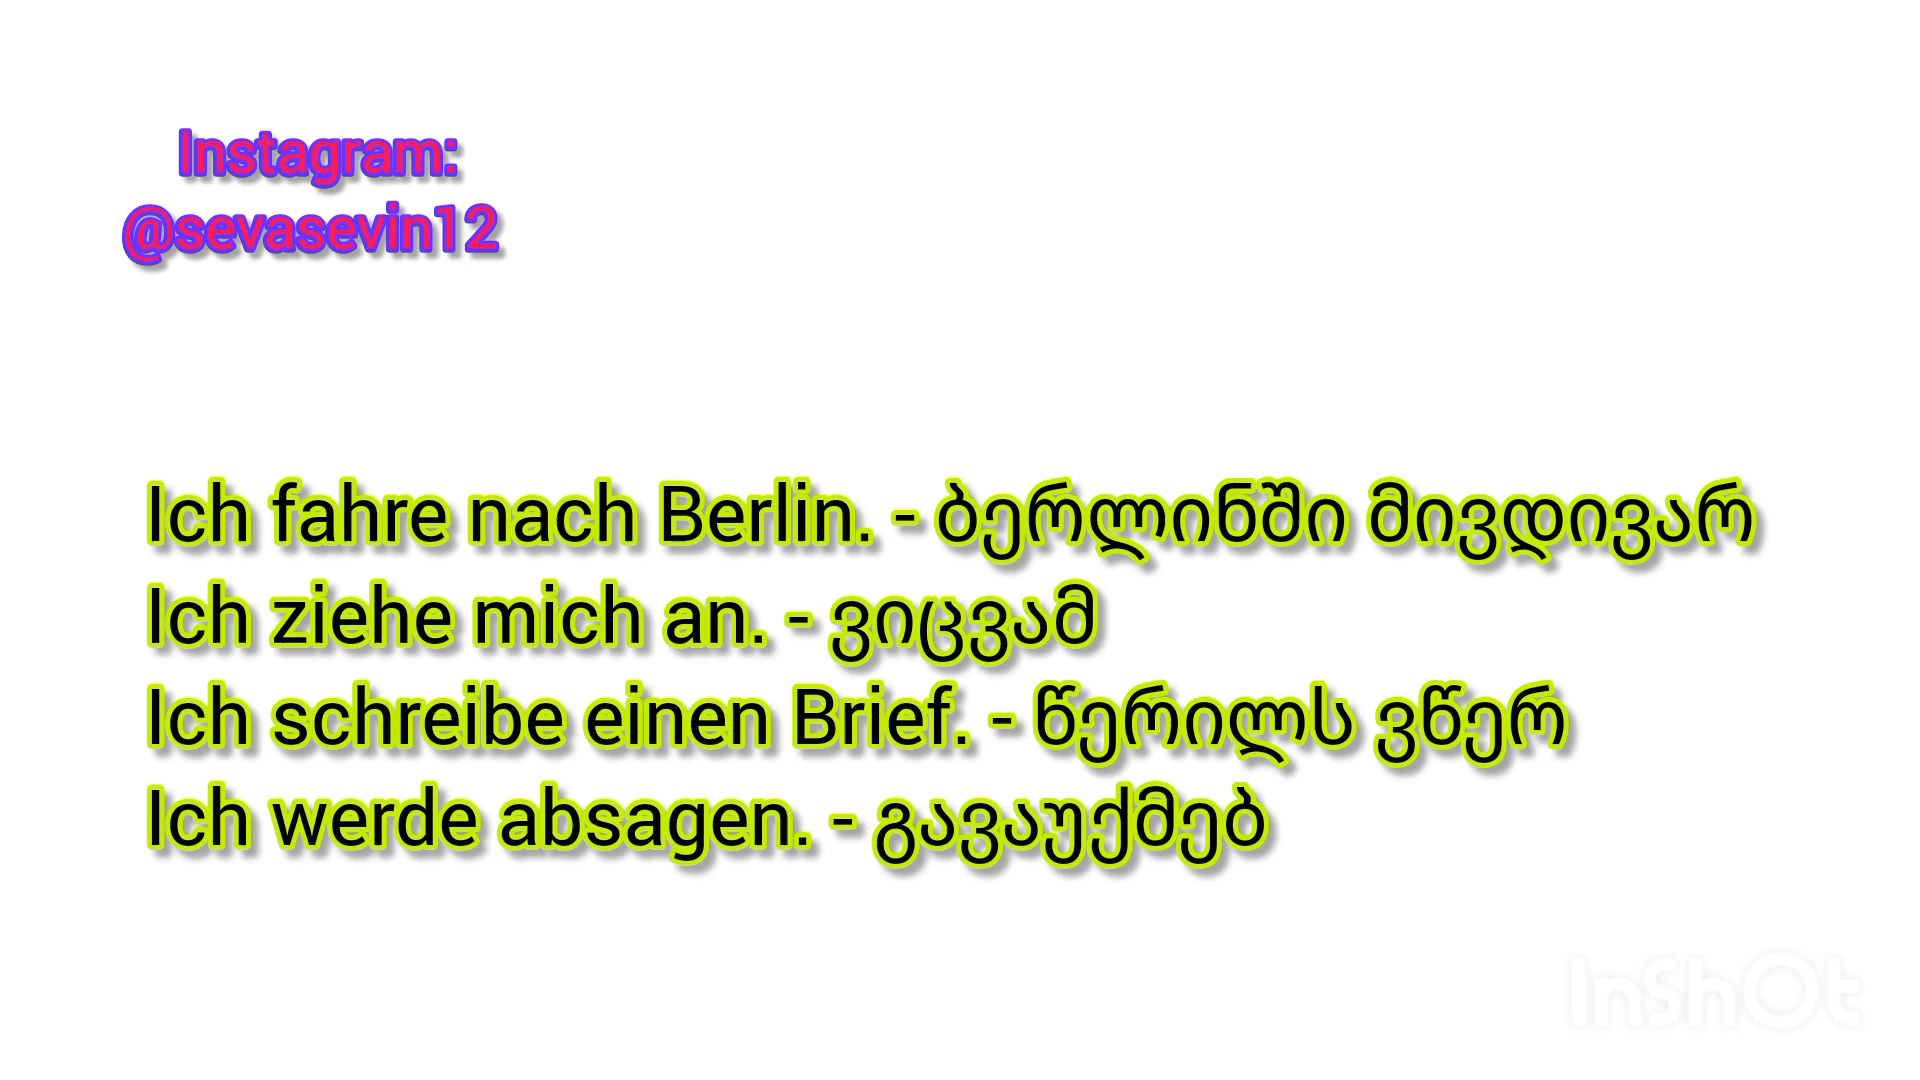 Instagram:
@sevasevin12
Ich fahre nach Berlin. - ბერლინში მივდივარ
Ich ziehe mich an. - ვიცვამ
Ich schreibe einen Brief. - წერილს ვწერ
Ich werde absagen. - გავაუქმებ
InShOt